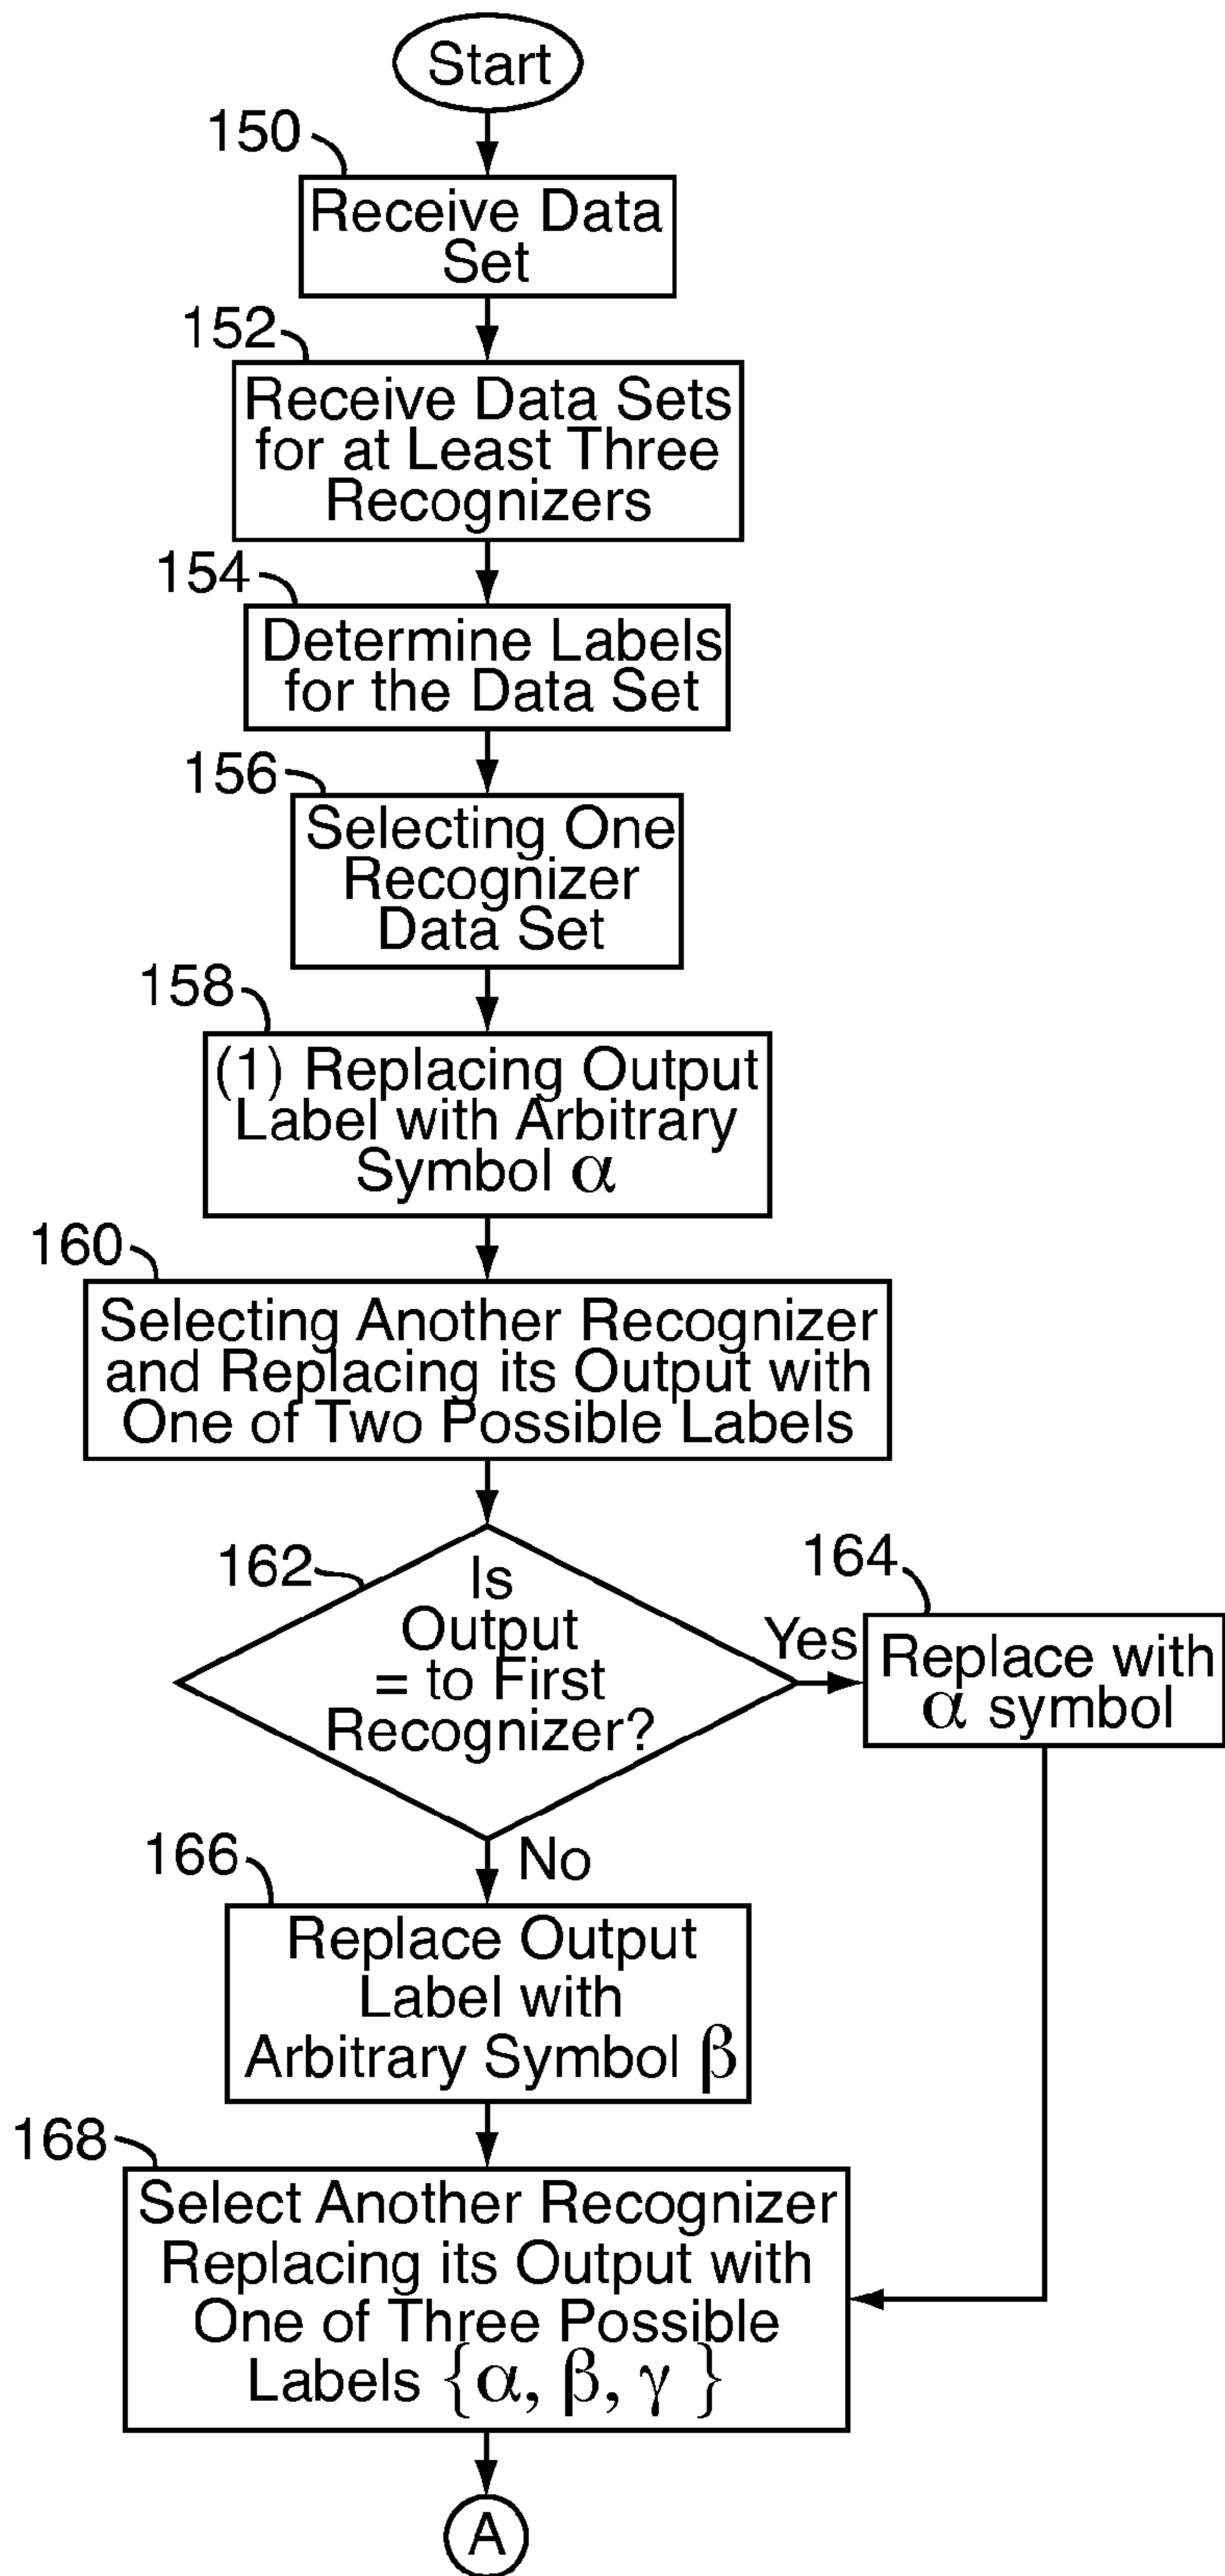 Start
150
Receive Data
Set
152
Receive Data Sets
for at Least Three
Recognizers
154
Determine Labels
for the Data Set
156
Selecting One
Recognizer
Data Set
158
(1) Replacing Output
Label with Arbitrary
Symbol α
160
Selecting Another Recognizer
and Replacing its Output with
One of Two Possible Labels
162
Is
Output
= to First
Recognizer?
Yes
164
Replace with
α symbol
No
166
Replace Output
Label with
Arbitrary Symbol β
168
Select Another Recognizer
Replacing its Output with
One of Three Possible
Labels {α, β, γ }
A